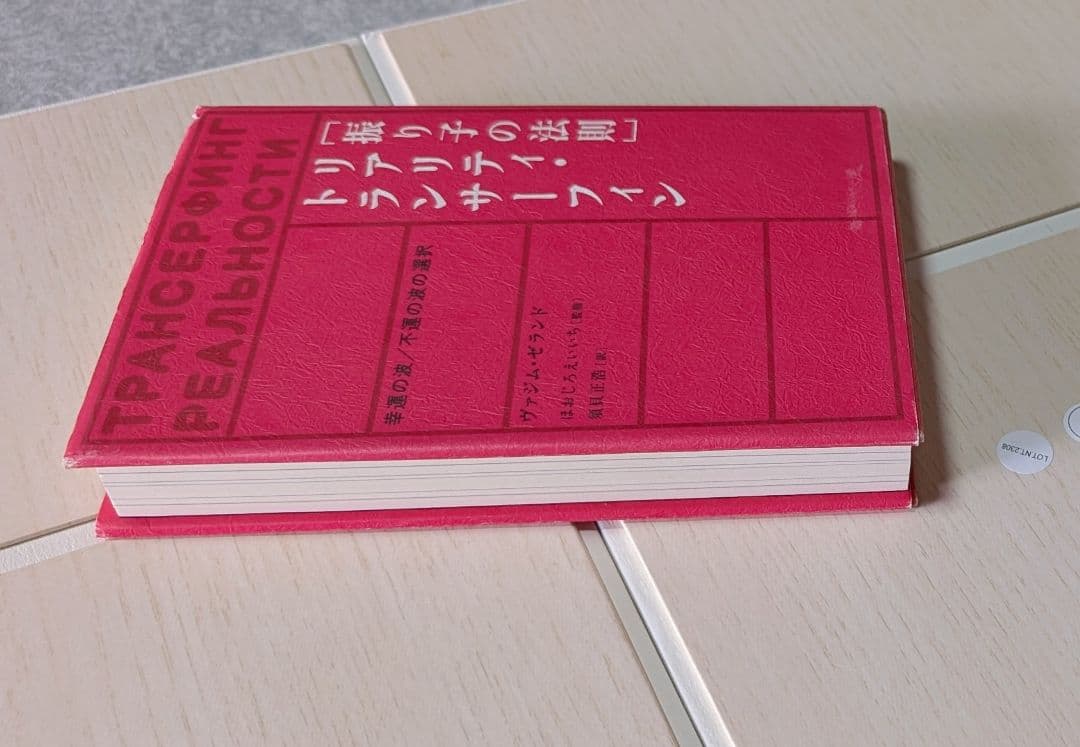 ТРАНСЕРФИНГ
РЕАЛЬНОСТИ
[振り子の法則]
リアリティ・
トランサーフィン
幸運の波/不運の波の選択
ヴァジム・ゼランド
ほおじろえいいち[監修]
須貝正浩[訳]
LOT.NT.2308